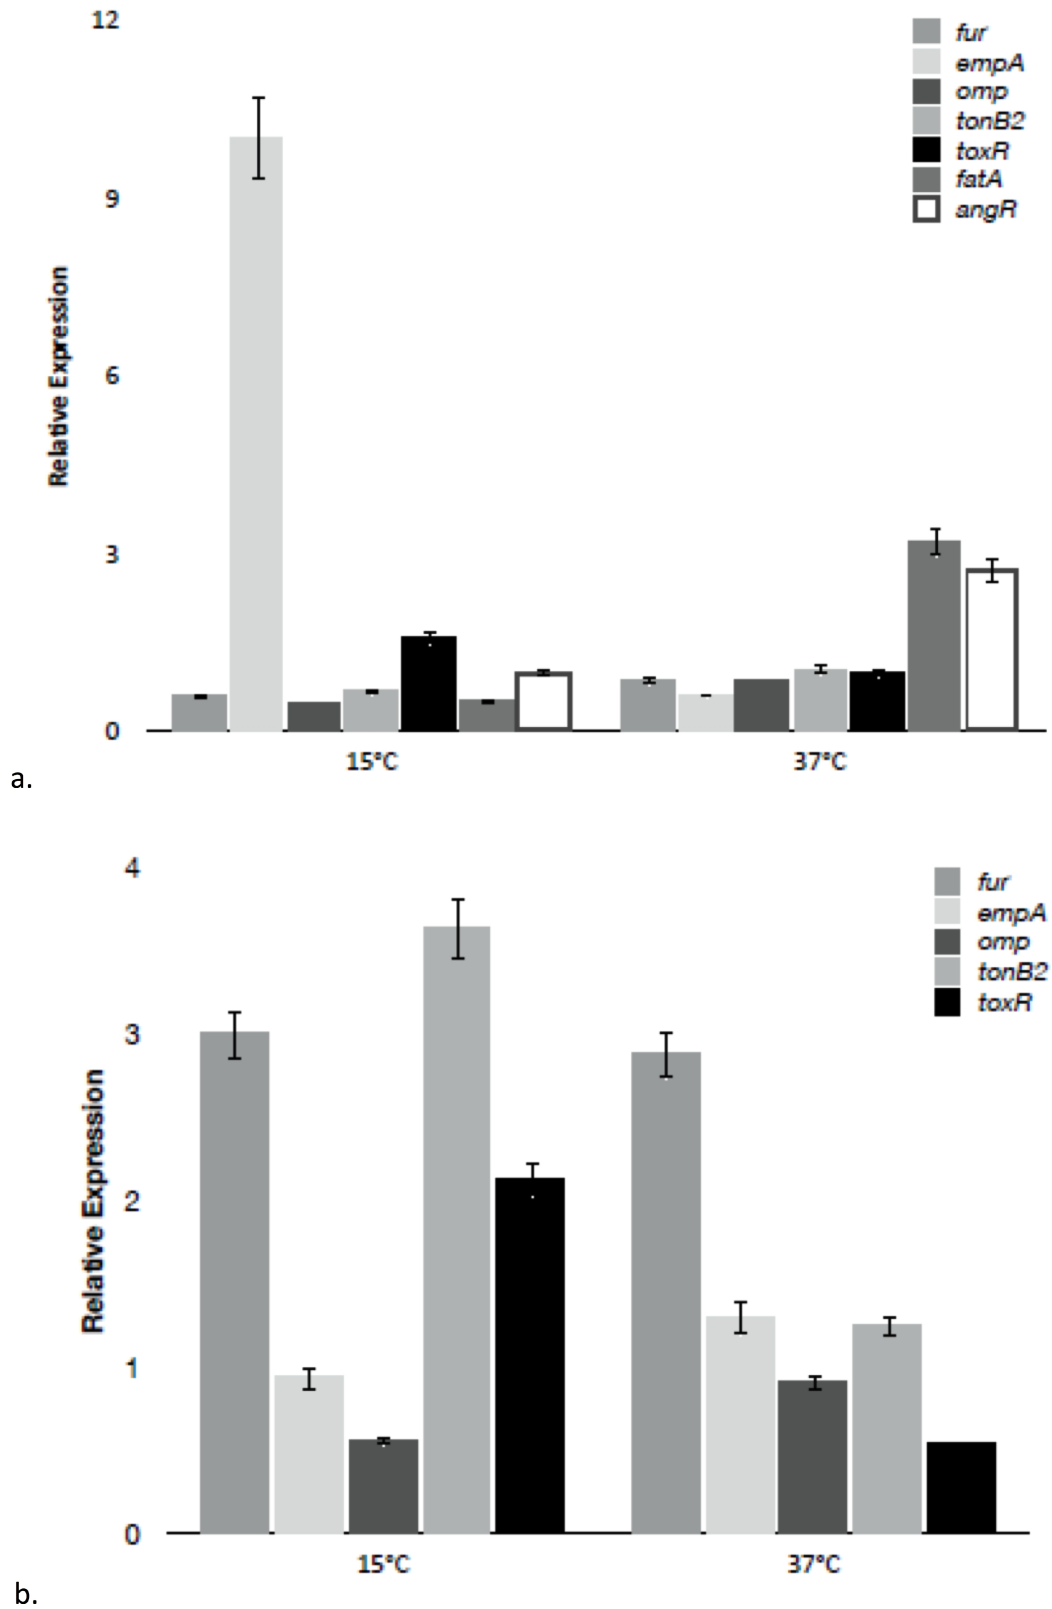 12
9
6
3
0
Relative Expression
fur
empA
omp
tonB2
toxR
fatA
angR
15°C
37°C
a.
4
3
2
1
0
Relative Expression
fur
empA
omp
tonB2
toxR
15°C
37°C
b.